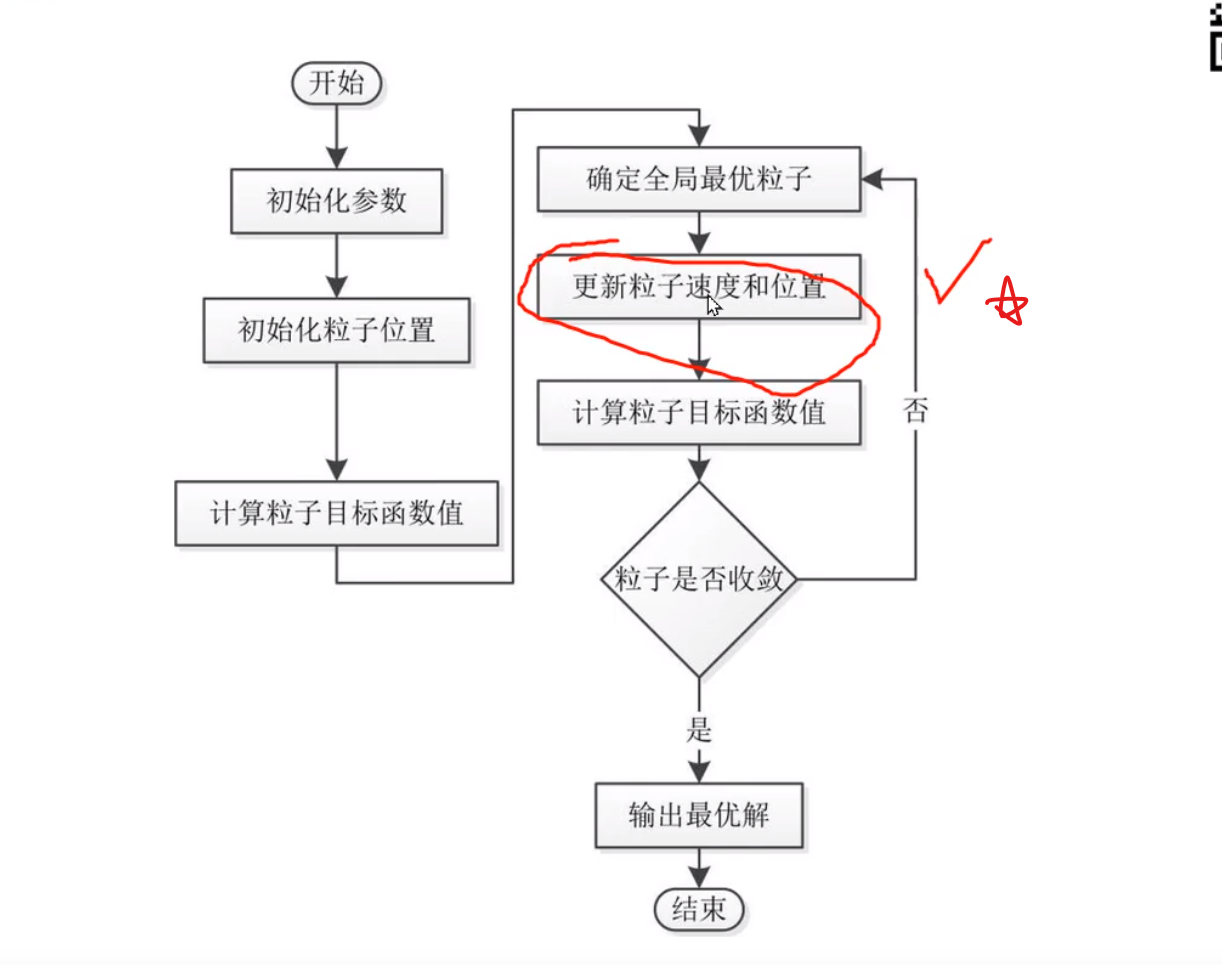 开始
初始化参数
初始化粒子位置
计算粒子目标函数值
确定全局最优粒子
更新粒子速度和位置
计算粒子目标函数值
粒子是否收敛
否
是
输出最优解
结束